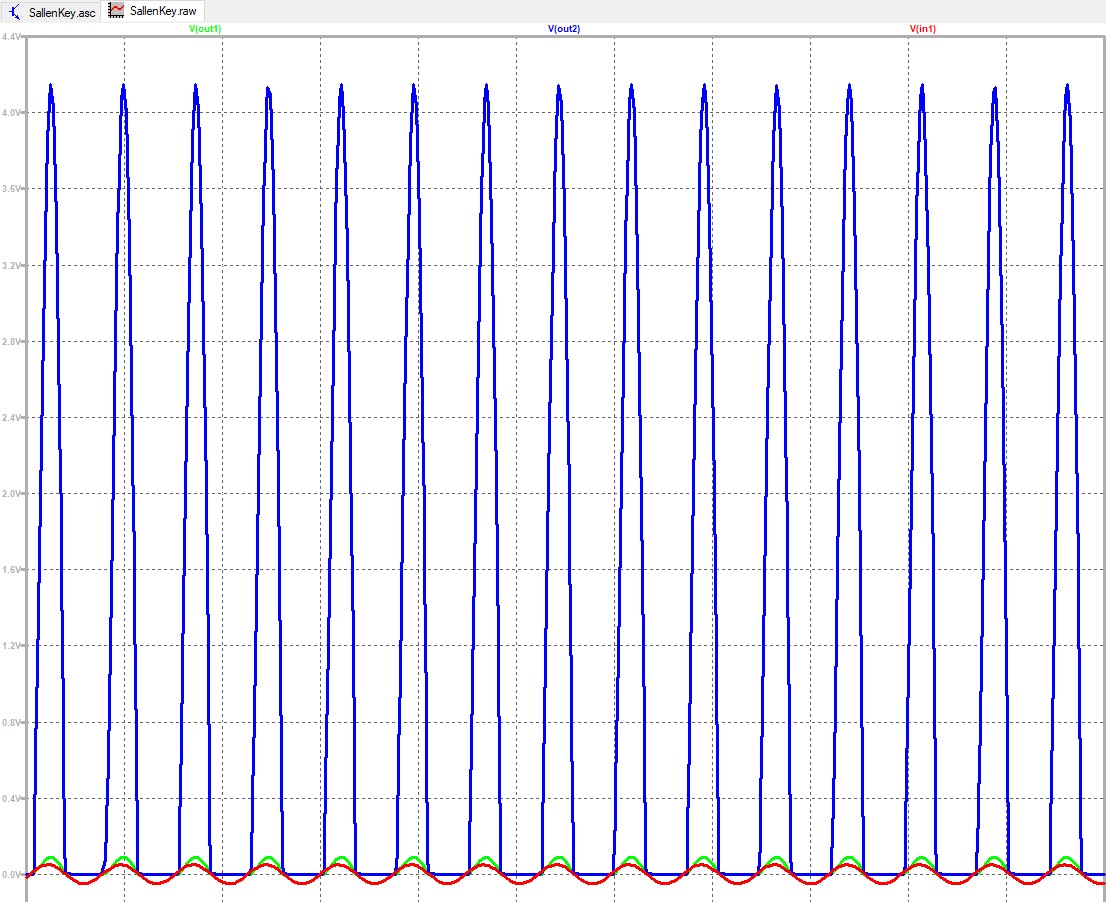 SallenKey.asc SallenKey.raw
V(out1) V(out2) V(in1)
4.4V
4.0V
3.6V
3.2V
2.8V
2.4V
2.0V
1.6V
1.2V
0.8V
0.4V
0.0V